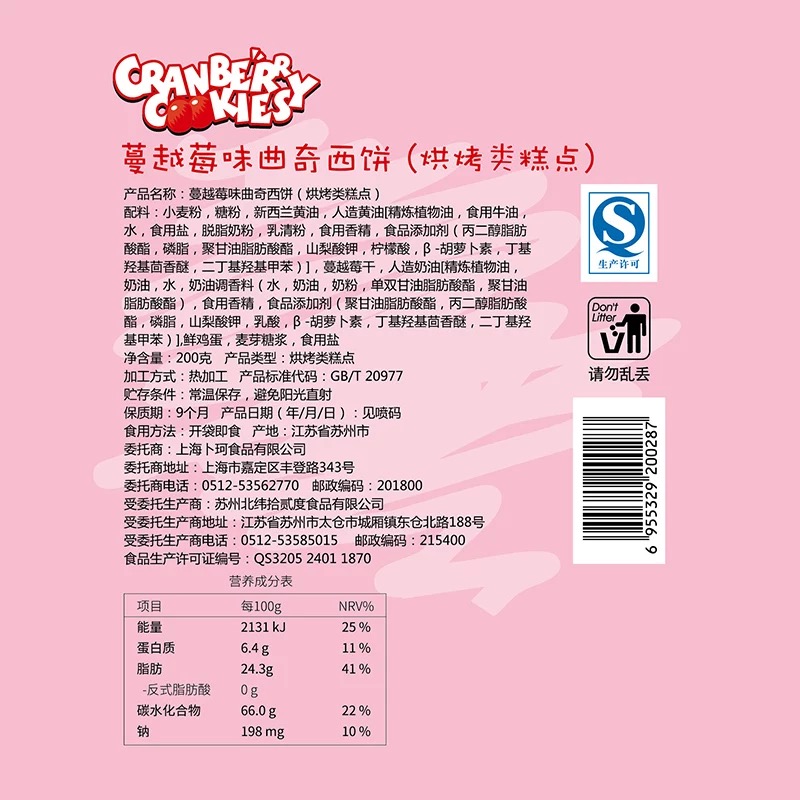 CRANBERRY
COOKIES
蔓越莓味曲奇西饼（烘烤类糕点）
产品名称：蔓越莓味曲奇西饼（烘烤类糕点）
配料：小麦粉，糖粉，新西兰黄油，人造黄油[精炼植物油，食用牛油，
水，食用盐，脱脂奶粉，乳清粉，食用香精，食品添加剂（丙二醇脂肪
酸酯，磷脂，聚甘油脂肪酸酯，山梨酸钾，柠檬酸，β-胡萝卜素，丁基
羟基茴香醚，二丁基羟基甲苯）]，蔓越莓干，人造奶油[精炼植物油，
奶油，水，奶油调香料（水，奶油，奶粉，单双甘油脂肪酸酯，聚甘油
脂肪酸酯），食用香精，食品添加剂（聚甘油脂肪酸酯，丙二醇脂肪酸
酯，磷脂，山梨酸钾，乳酸，β-胡萝卜素，丁基羟基茴香醚，二丁基羟
基甲苯）],鲜鸡蛋，麦芽糖浆，食用盐
净含量：200克 产品类型：烘烤类糕点
加工方式：热加工 产品标准代码：GB/T 20977
贮存条件：常温保存，避免阳光直射
保质期：9个月 产品日期（年/月/日）：见喷码
食用方法：开袋即食 产地：江苏省苏州市
委托商：上海卜珂食品有限公司
委托商地址：上海市嘉定区丰登路343号
委托商电话：0512-53562770 邮政编码：201800
受委托生产商：苏州北纬拾贰度食品有限公司
受委托生产商地址：江苏省苏州市太仓市城厢镇东仓北路188号
受委托生产商电话：0512-53585015 邮政编码：215400
食品生产许可证编号：QS3205 2401 1870
营养成分表
项目 每100g NRV%
能量 2131 kJ 25 %
蛋白质 6.4 g 11 %
脂肪 24.3g 41 %
-反式脂肪酸 0 g
碳水化合物 66.0 g 22 %
钠 198 mg 10 %
生产许可
Don't
Litter
请勿乱丢
6 955329 200287